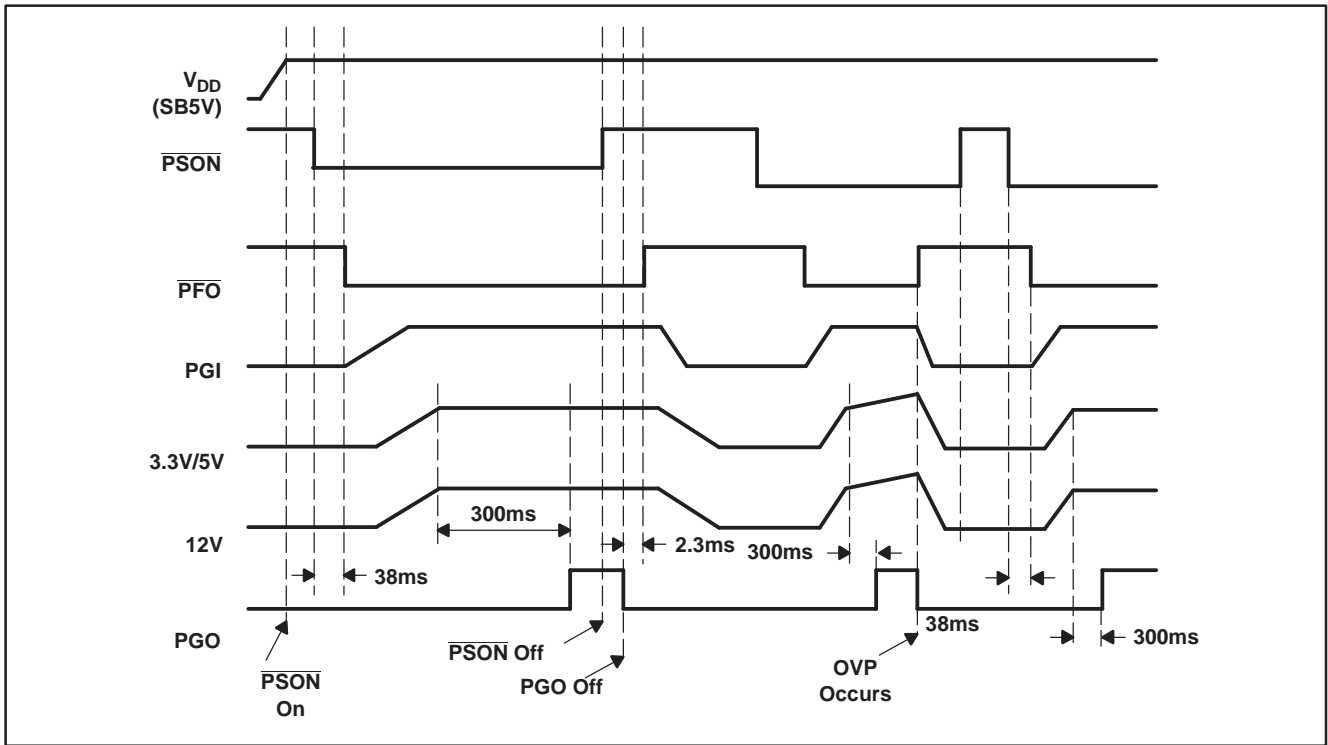 VDD
(SB5V)
PSON
PFO
PGI
3.3V/5V
12V
300ms
2.3ms
300ms
38ms
PGO
38ms
300ms
PSON Off
PGO Off
OVP
Occurs
PSON
On